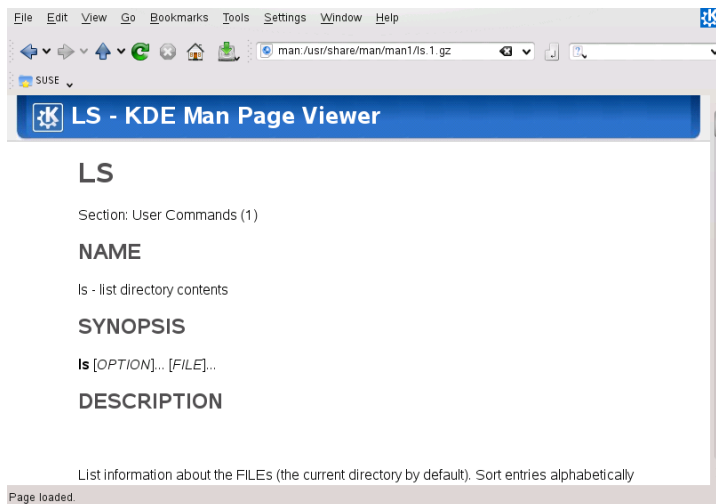 File Edit View Go Bookmarks Tools Settings Window Help
man:/usr/share/man/man1/ls.1.gz
SUSE
LS - KDE Man Page Viewer
LS
Section: User Commands (1)
NAME
ls - list directory contents
SYNOPSIS
ls [OPTION]... [FILE]...
DESCRIPTION
List information about the FILEs (the current directory by default). Sort entries alphabetically
Page loaded.